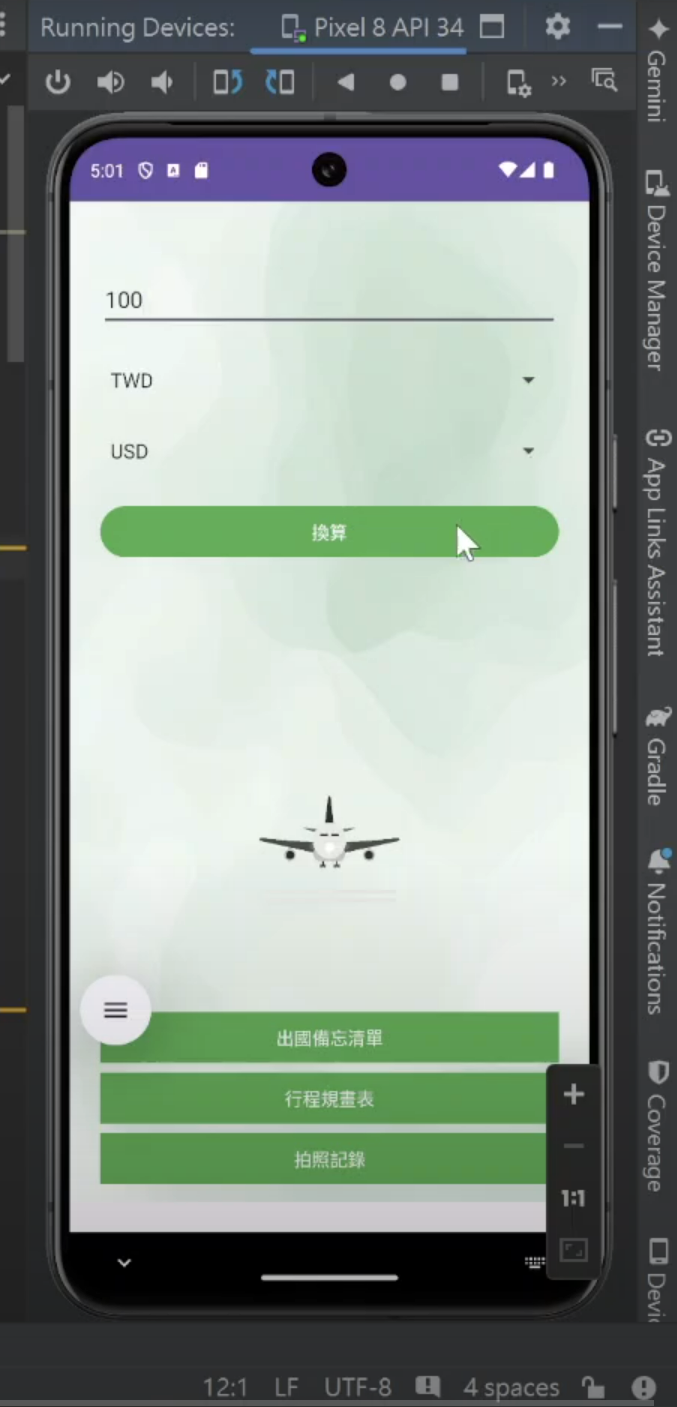 Running Devices:
Pixel 8 API 34
Gemini
Device Manager
App Links Assistant
Gradle
Notifications
Coverage
Devic
5:01
A
100
TWD
USD
換算
出國備忘清單
行程規畫表
拍照記錄
1:1
12:1 LF UTF-8 4 spaces